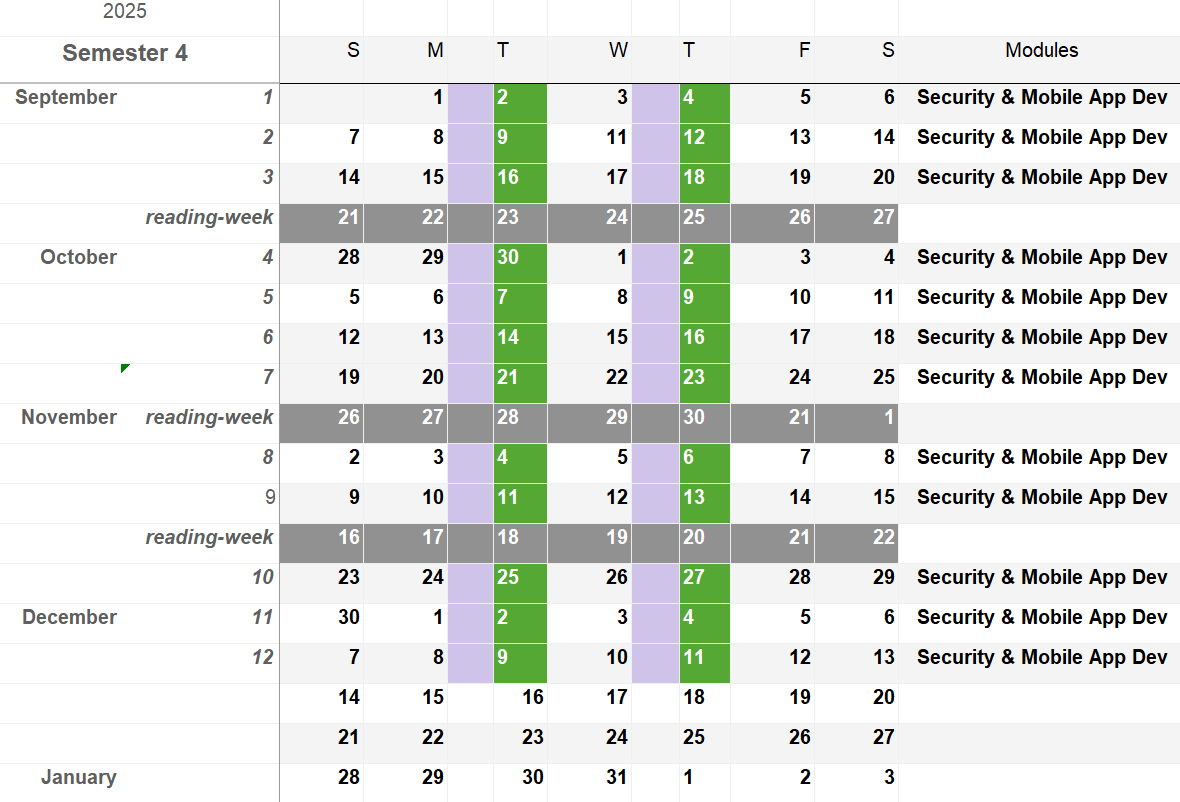 2025
Semester 4 S M T W T F S Modules
September 1 1 2 3 4 5 6 Security & Mobile App Dev
2 7 8 9 11 12 13 14 Security & Mobile App Dev
3 14 15 16 17 18 19 20 Security & Mobile App Dev
reading-week 21 22 23 24 25 26 27
October 4 28 29 30 1 2 3 4 Security & Mobile App Dev
5 5 6 7 8 9 10 11 Security & Mobile App Dev
6 12 13 14 15 16 17 18 Security & Mobile App Dev
7 19 20 21 22 23 24 25 Security & Mobile App Dev
November reading-week 26 27 28 29 30 21 1
8 2 3 4 5 6 7 8 Security & Mobile App Dev
9 9 10 11 12 13 14 15 Security & Mobile App Dev
reading-week 16 17 18 19 20 21 22
10 23 24 25 26 27 28 29 Security & Mobile App Dev
December 11 30 1 2 3 4 5 6 Security & Mobile App Dev
12 7 8 9 10 11 12 13 Security & Mobile App Dev
14 15 16 17 18 19 20
21 22 23 24 25 26 27
January 28 29 30 31 1 2 3